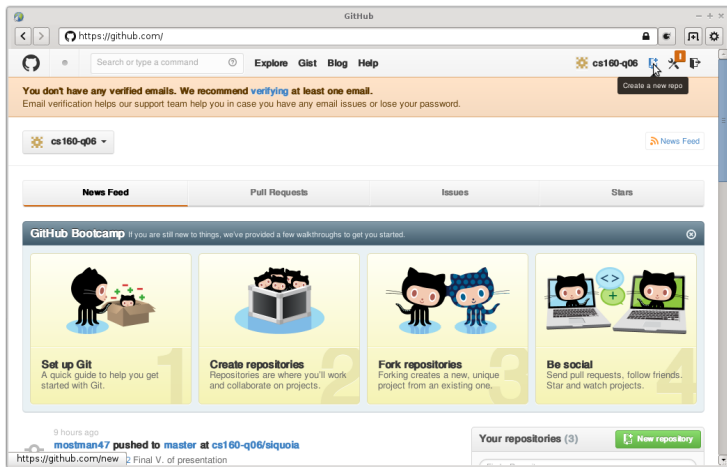 GitHub
https://github.com/
Search or type a command
Explore Gist Blog Help
cs160-q06
1
Create a new repo
You don't have any verified emails. We recommend verifying at least one email.
Email verification helps our support team help you in case you have any email issues or lose your password.
cs160-q06
News Feed
News Feed Pull Requests Issues Stars
GitHub Bootcamp If you are still new to things, we've provided a few walkthroughs to get you started.
1
Set up Git
A quick guide to help you get
started with Git.
2
Create repositories
Repositories are where you'll work
and collaborate on projects.
3
Fork repositories
Forking creates a new, unique
project from an existing one.
4
Be social
Send pull requests, follow friends.
Star and watch projects.
9 hours ago
mostman47 pushed to master at cs160-q06/siquoia
2 Final V. of presentation
Your repositories (3)
New repository
https://github.com/new